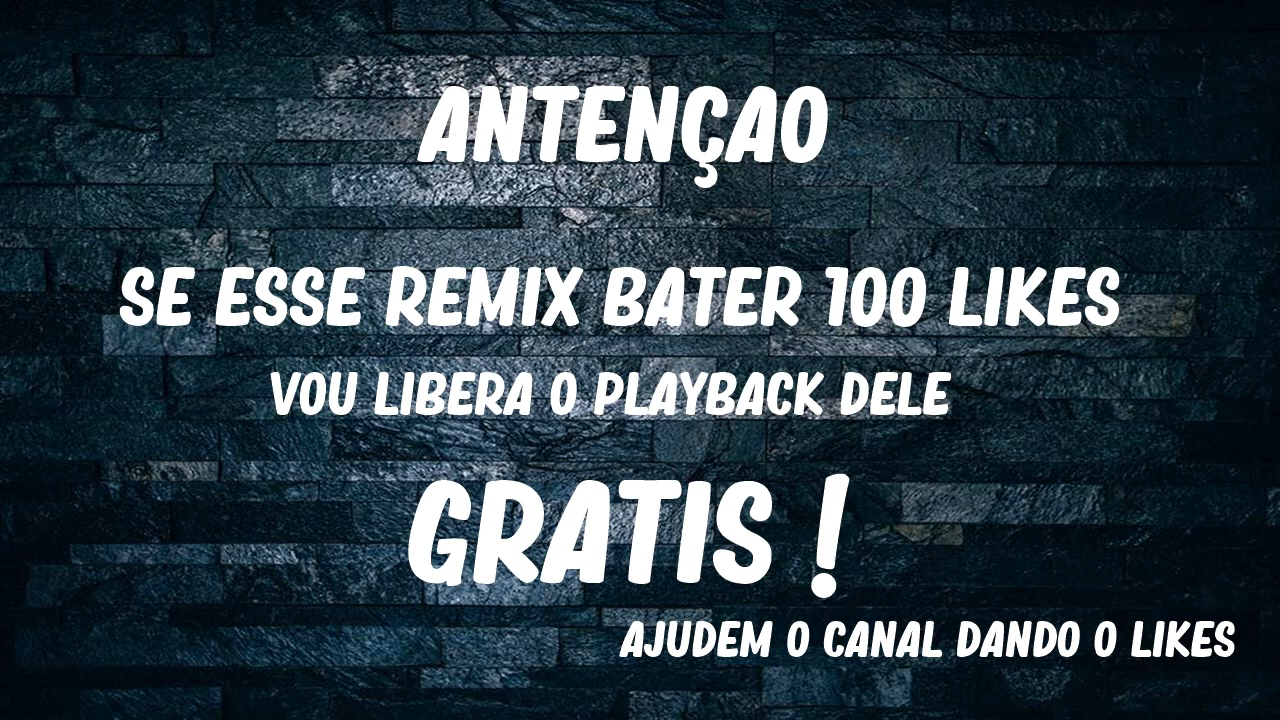 ANTENÇAO
SE ESSE REMIX BATER 100 LIKES
VOU LIBERA O PLAYBACK DELE
GRATIS !
AJUDEM O CANAL DANDO O LIKES